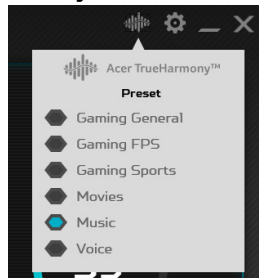 Acer TrueHarmony™
Preset
Gaming General
Gaming FPS
Gaming Sports
Movies
Music
Voice